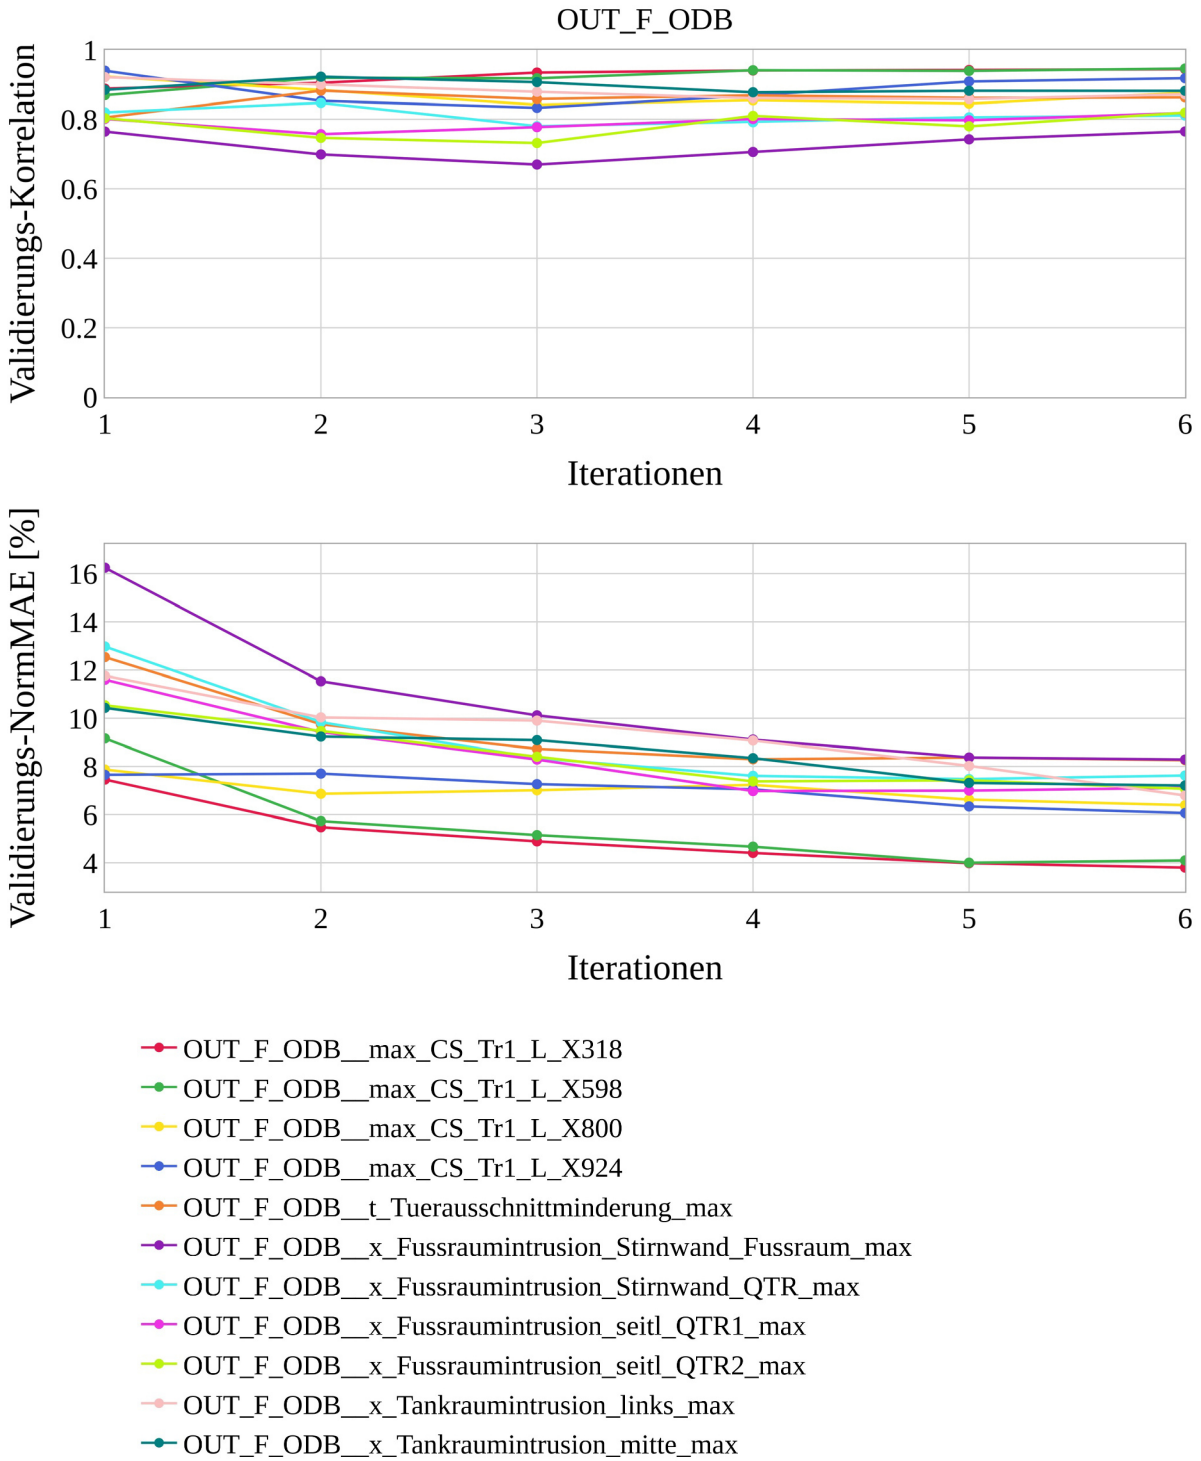 OUT_F_ODB
Validierungs-Korrelation
1
0.8
0.6
0.4
0.2
0
1 2 3 4 5 6
Iterationen
Validierungs-NormMAE [%]
16
14
12
10
8
6
4
1 2 3 4 5 6
Iterationen
OUT_F_ODB__max_CS_Tr1_L_X318
OUT_F_ODB__max_CS_Tr1_L_X598
OUT_F_ODB__max_CS_Tr1_L_X800
OUT_F_ODB__max_CS_Tr1_L_X924
OUT_F_ODB__t_Tuerausschnittminderung_max
OUT_F_ODB__x_Fussraumintrusion_Stirnwand_Fussraum_max
OUT_F_ODB__x_Fussraumintrusion_Stirnwand_QTR_max
OUT_F_ODB__x_Fussraumintrusion_seitl_QTR1_max
OUT_F_ODB__x_Fussraumintrusion_seitl_QTR2_max
OUT_F_ODB__x_Tankraumintrusion_links_max
OUT_F_ODB__x_Tankraumintrusion_mitte_max